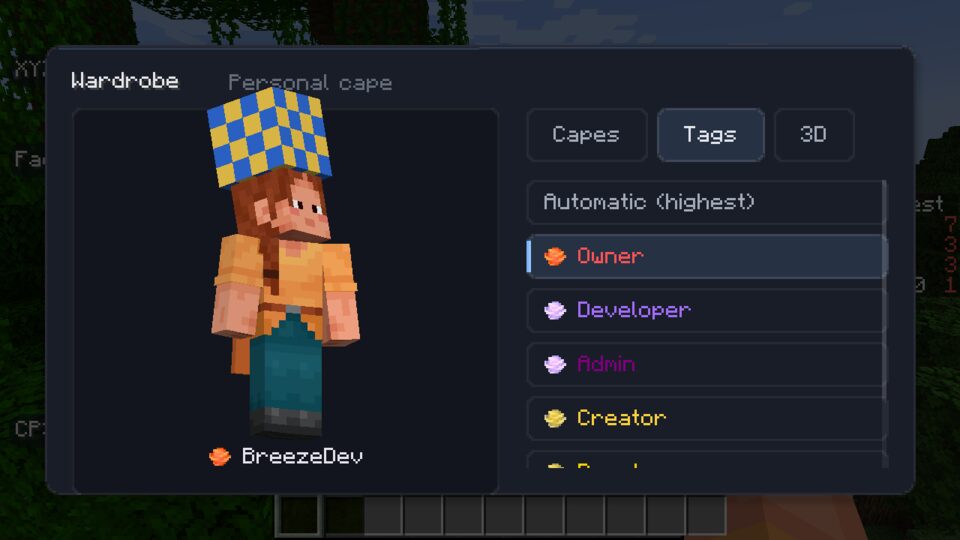 Wardrobe
Personal cape
Capes
Tags
3D
Automatic (highest)
Owner
Developer
Admin
Creator
BreezeDev